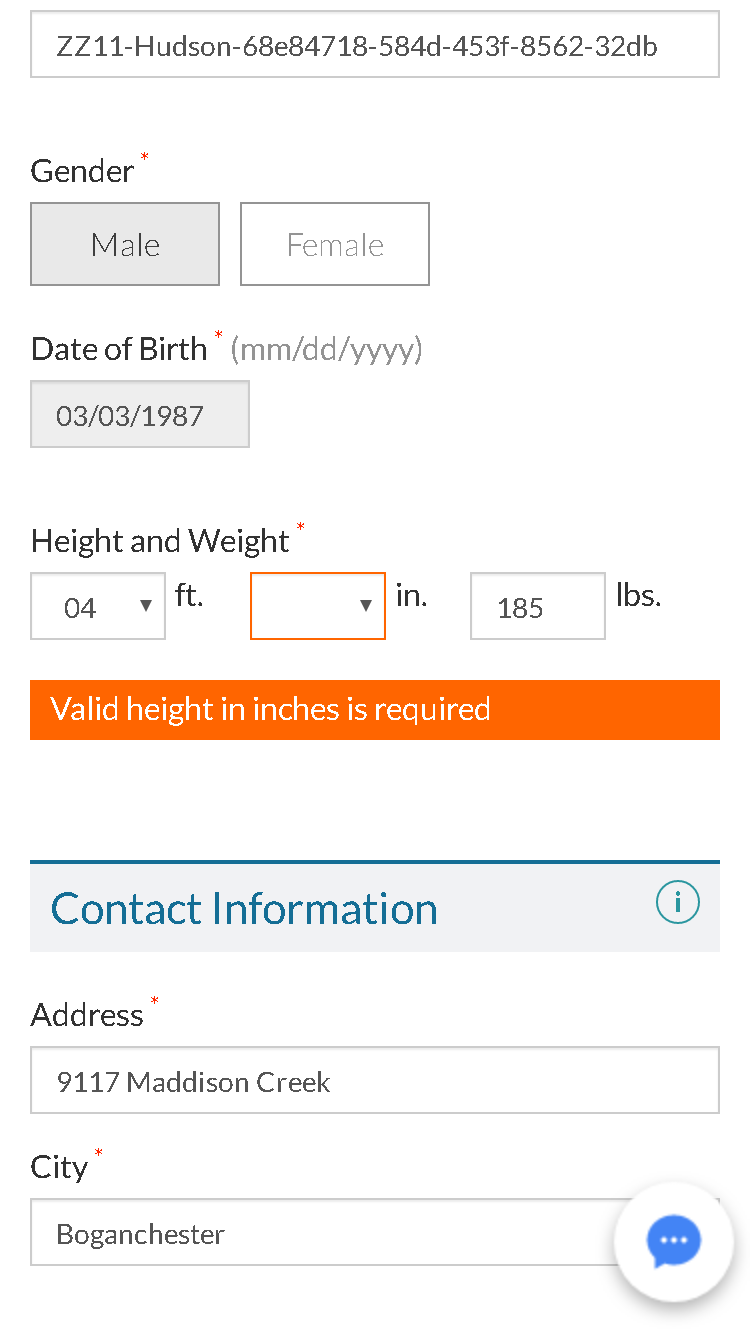 ZZ11-Hudson-68e84718-584d-453f-8562-32db
Gender *
Male Female
Date of Birth * (mm/dd/yyyy)
03/03/1987
Height and Weight *
04 ft. in. 185 lbs.
Valid height in inches is required
Contact Information i
Address *
9117 Maddison Creek
City *
Boganchester